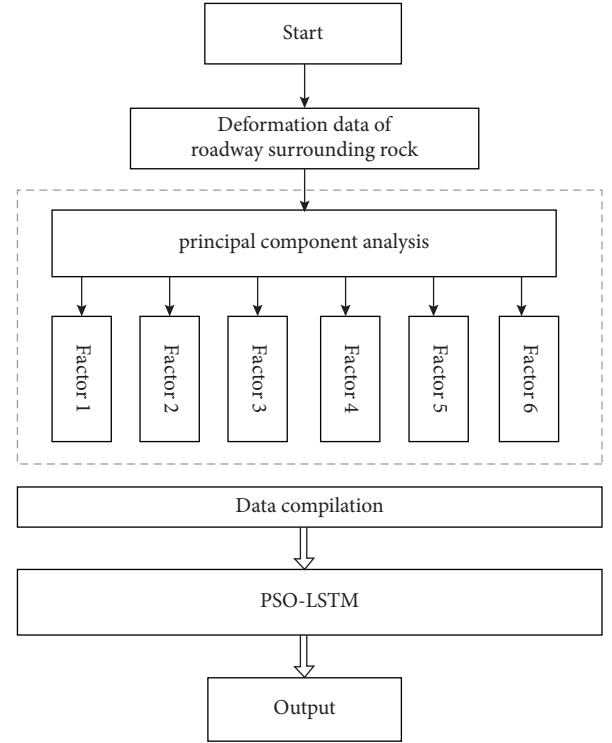 Start
Deformation data of
roadway surrounding rock
principal component analysis
Factor 1
Factor 2
Factor 3
Factor 4
Factor 5
Factor 6
Data compilation
PSO-LSTM
Output